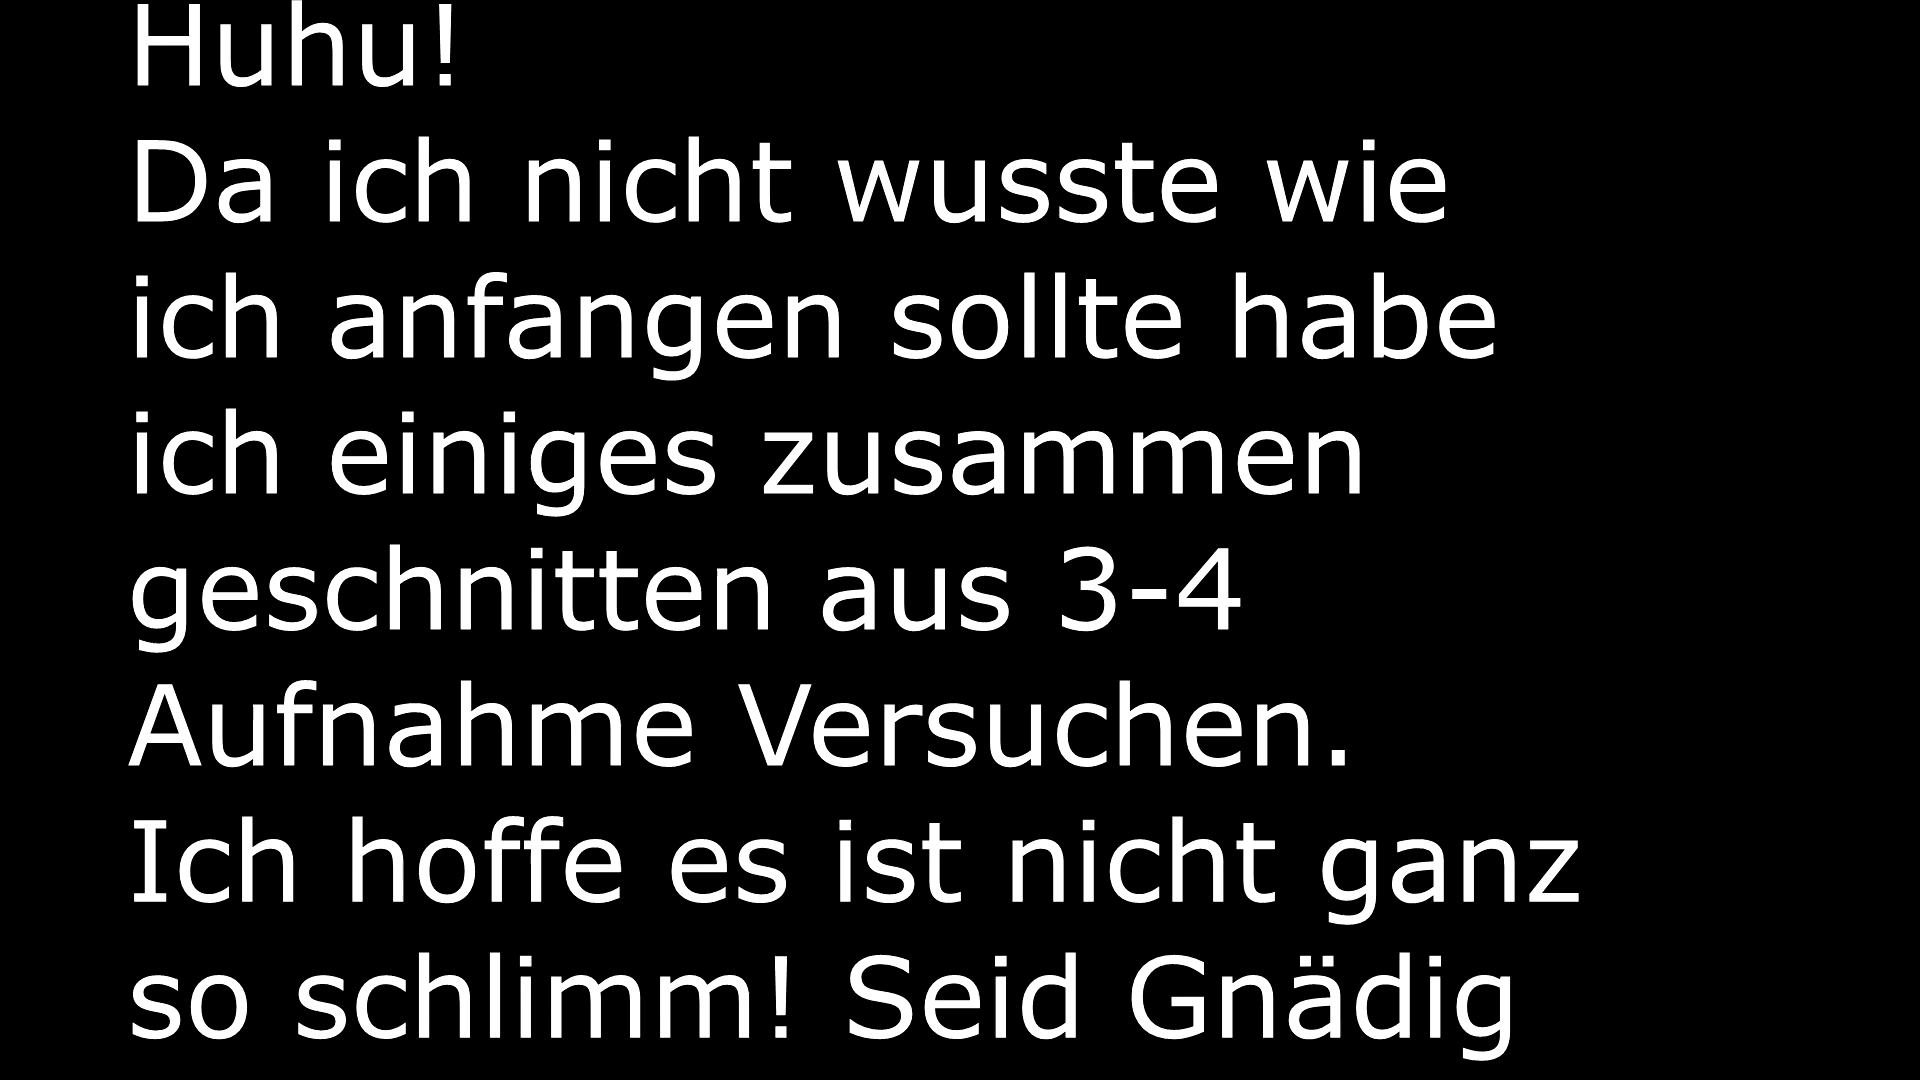 Huhu!
Da ich nicht wusste wie
ich anfangen sollte habe
ich einiges zusammen
geschnitten aus 3-4
Aufnahme Versuchen.
Ich hoffe es ist nicht ganz
so schlimm! Seid Gnädig